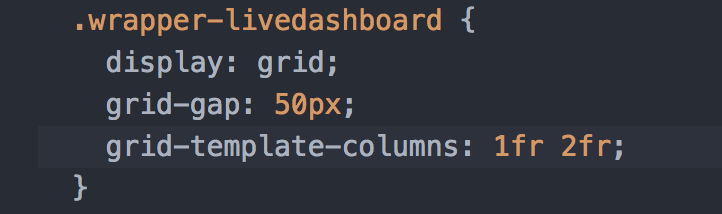 .wrapper-livedashboard {
display: grid;
grid-gap: 50px;
grid-template-columns: 1fr 2fr;
}